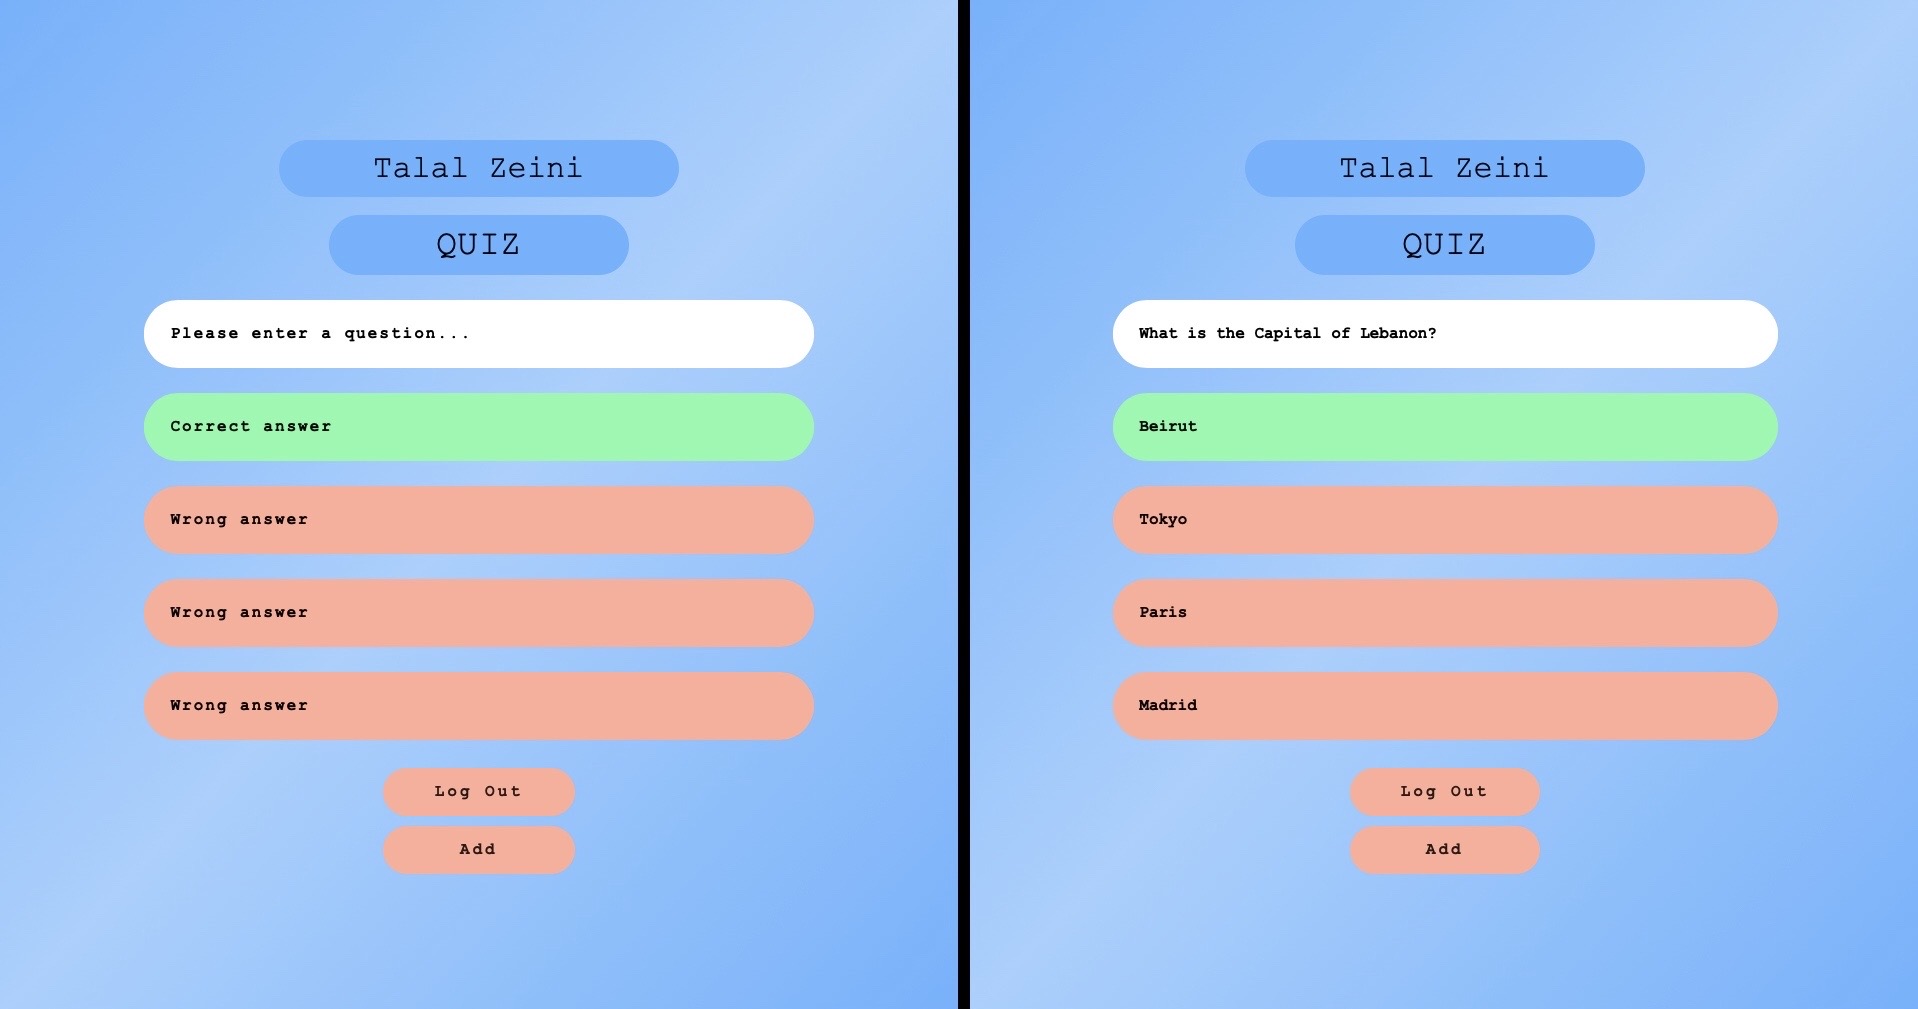 Talal Zeini
QUIZ
Please enter a question...
Correct answer
Wrong answer
Wrong answer
Wrong answer
Log Out
Add
Talal Zeini
QUIZ
What is the Capital of Lebanon?
Beirut
Tokyo
Paris
Madrid
Log Out
Add